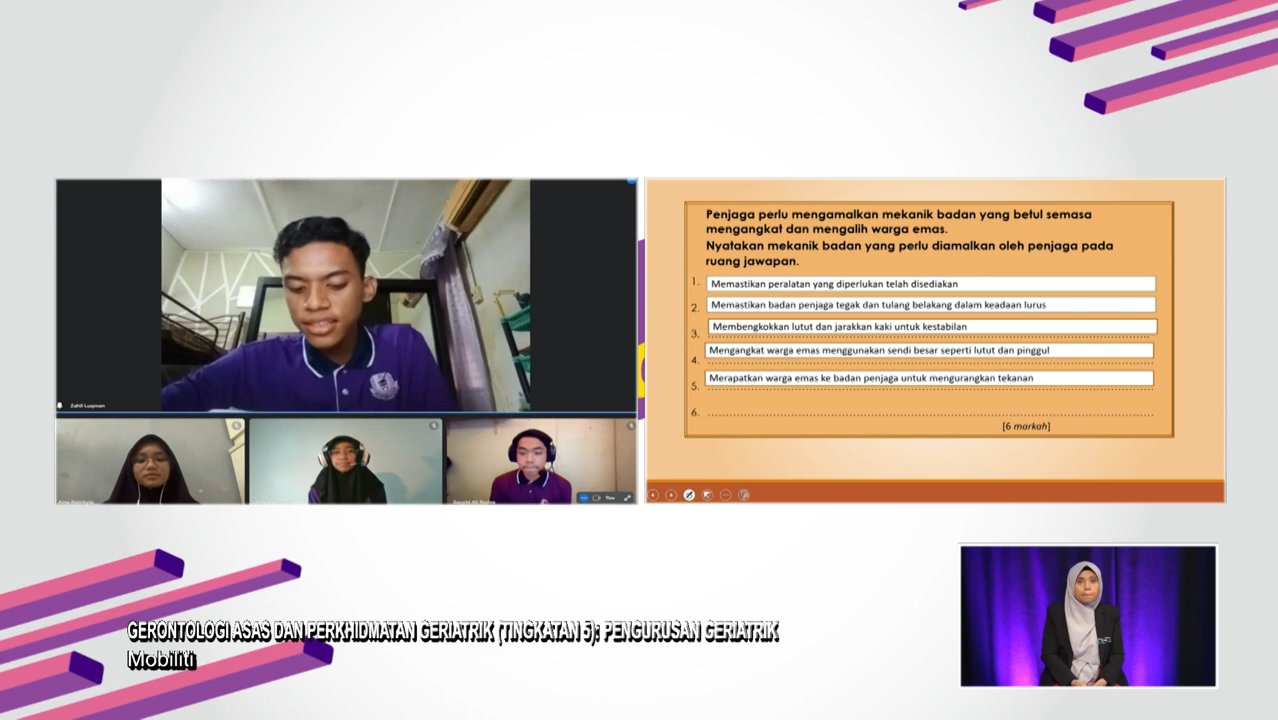 Penjaga perlu mengamalkan mekanik badan yang betul semasa
mengangkat dan mengalih warga emas.
Nyatakan mekanik badan yang perlu diamalkan oleh penjaga pada
ruang jawapan.
1. Memastikan peralatan yang diperlukan telah disediakan
2. Memastikan badan penjaga tegak dan tulang belakang dalam keadaan lurus
3. Membengkokkan lutut dan jarakkan kaki untuk kestabilan
4. Mengangkat warga emas menggunakan sendi besar seperti lutut dan pinggul
5. Merapatkan warga emas ke badan penjaga untuk mengurangkan tekanan
6.
[6 markah]
Zahil Luqman
You
GERONTOLOGI ASAS DAN PERKHIDMATAN GERIATRIK (TINGKATAN 5): PENGURUSAN GERIATRIK
Mobiliti